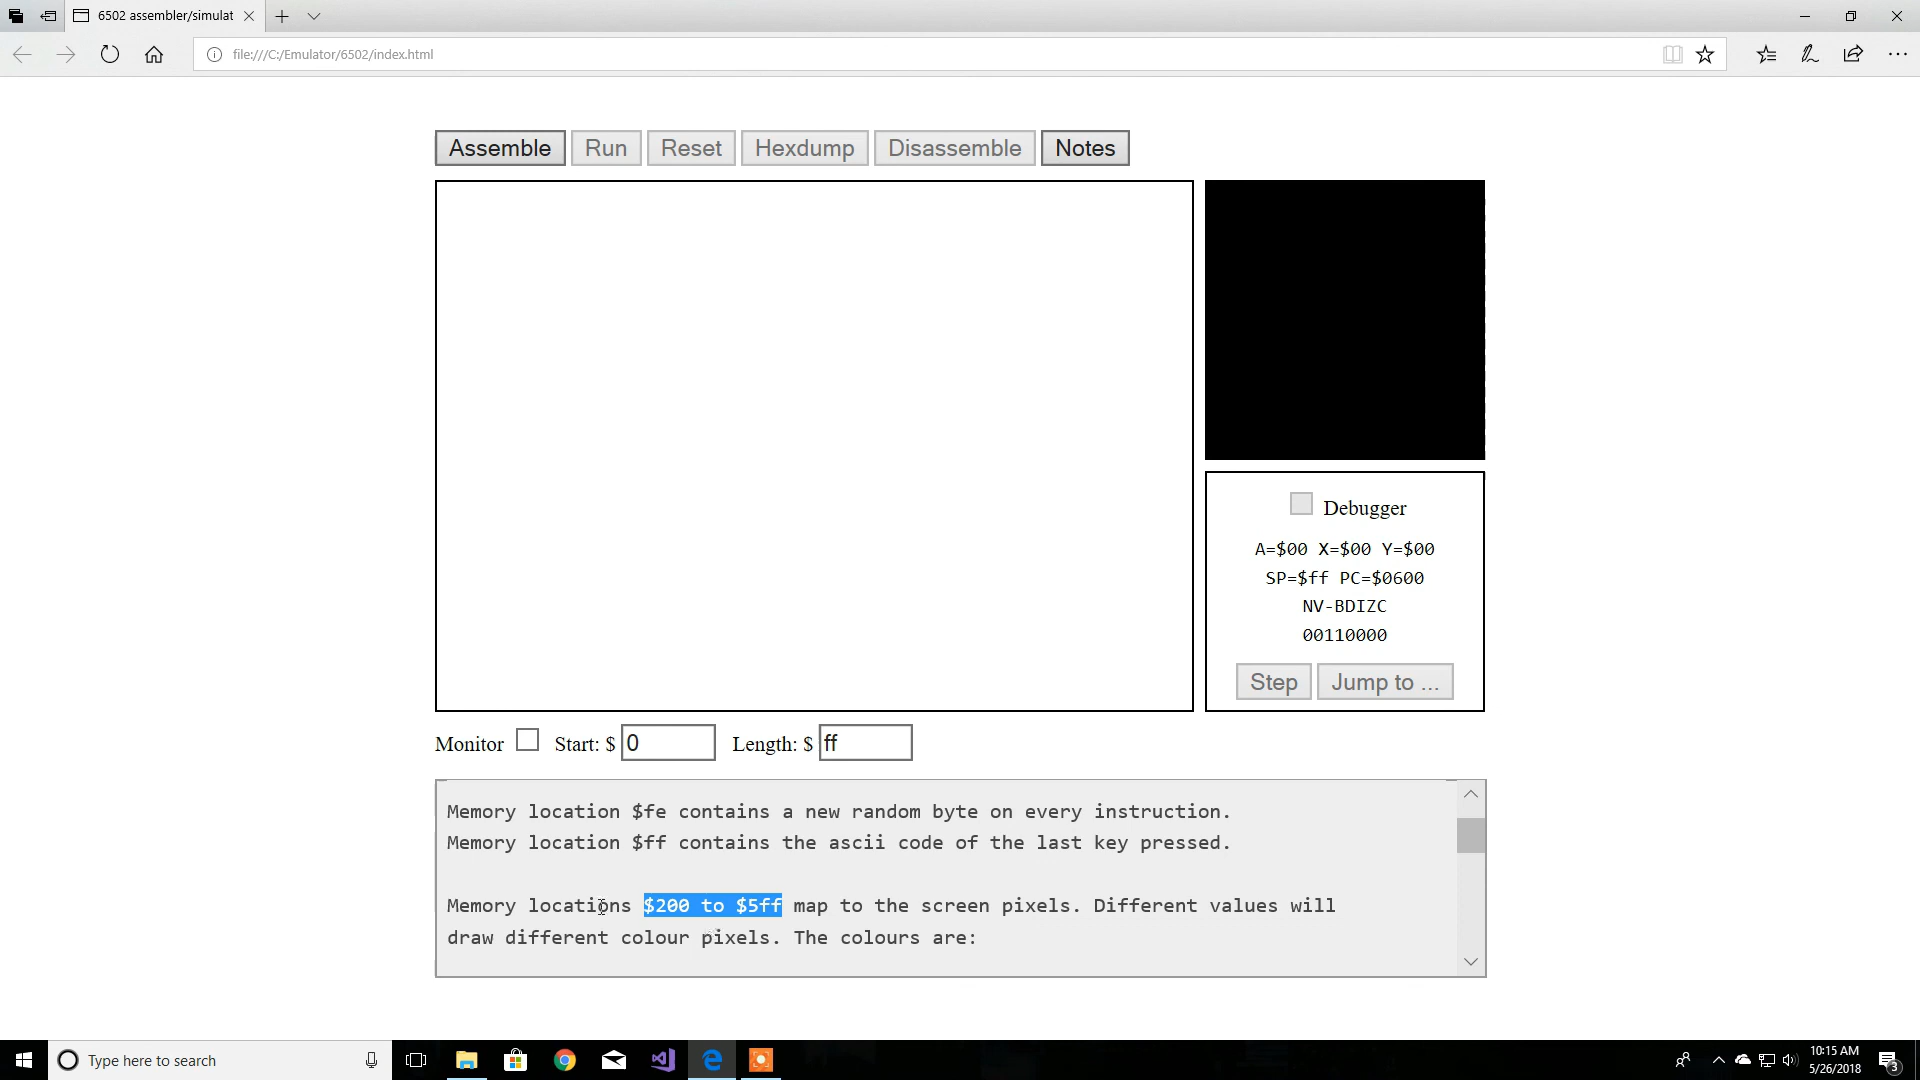 6502 assembler/simulat
file:///C:/Emulator/6502/index.html
Assemble Run Reset Hexdump Disassemble Notes
Debugger
A=$00 X=$00 Y=$00
SP=$ff PC=$0600
NV-BDIZC
00110000
Step Jump to ...
Monitor Start: $ 0 Length: $ ff
Memory location $fe contains a new random byte on every instruction.
Memory location $ff contains the ascii code of the last key pressed.
Memory locations $200 to $5ff map to the screen pixels. Different values will
draw different colour pixels. The colours are:
Type here to search
10:15 AM
5/26/2018
3